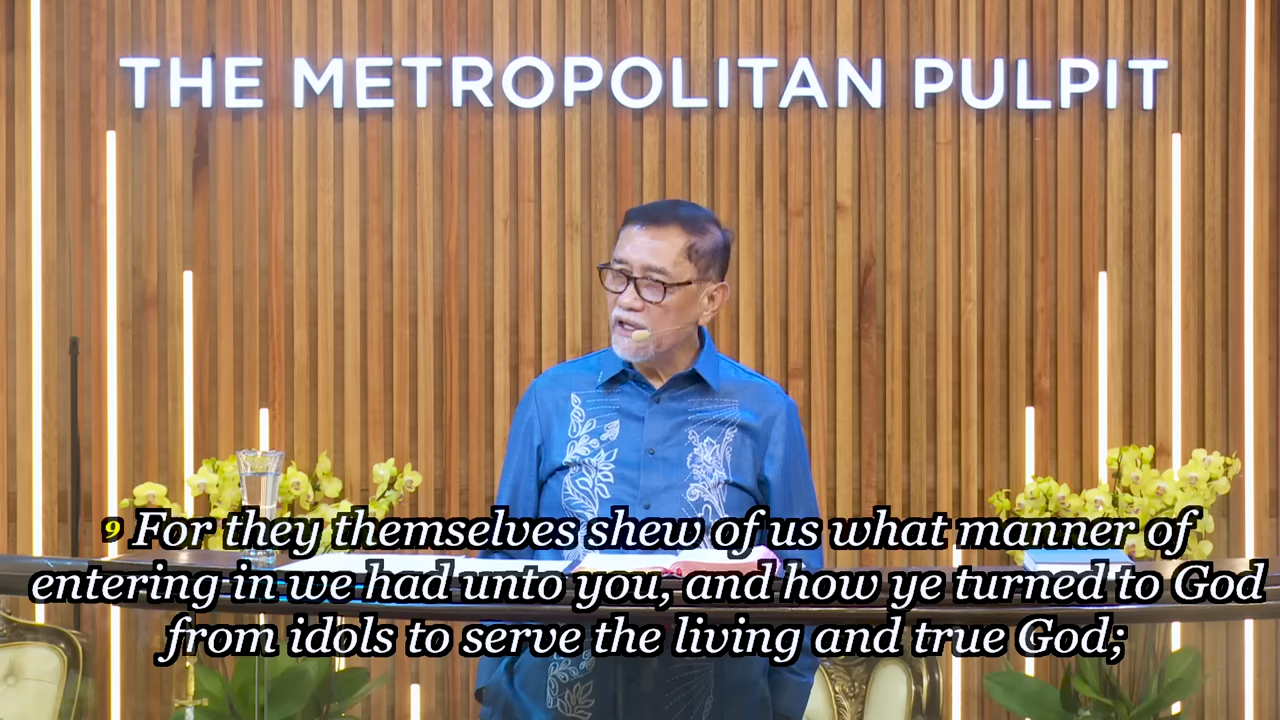 THE METROPOLITAN PULPIT
9 For they themselves shew of us what manner of
entering in we had unto you, and how ye turned to God
from idols to serve the living and true God;